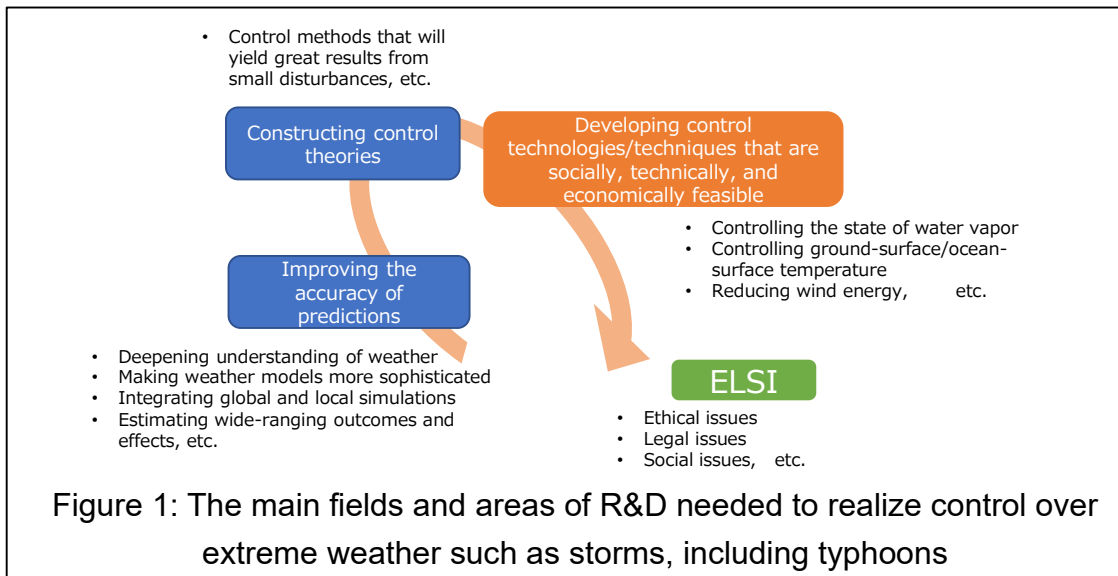 • Control methods that will
yield great results from
small disturbances, etc.
Constructing control
theories
Developing control
technologies/techniques that are
socially, technically, and
economically feasible
• Controlling the state of water vapor
• Controlling ground-surface/ocean-
surface temperature
• Reducing wind energy, etc.
Improving the
accuracy of
predictions
• Deepening understanding of weather
• Making weather models more sophisticated
• Integrating global and local simulations
• Estimating wide-ranging outcomes and
effects, etc.
ELSI
• Ethical issues
• Legal issues
• Social issues, etc.
Figure 1: The main fields and areas of R&D needed to realize control over
extreme weather such as storms, including typhoons